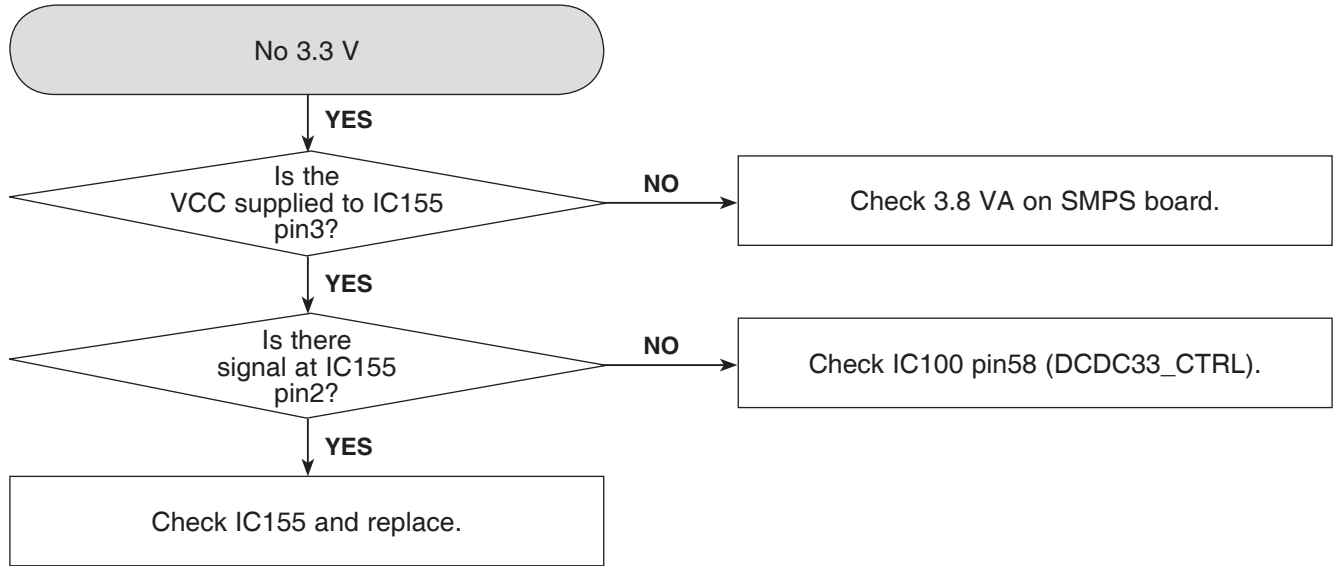 No 3.3 V
YES
Is the
VCC supplied to IC155
pin3?
NO
Check 3.8 VA on SMPS board.
YES
Is there
signal at IC155
pin2?
NO
Check IC100 pin58 (DCDC33_CTRL).
YES
Check IC155 and replace.